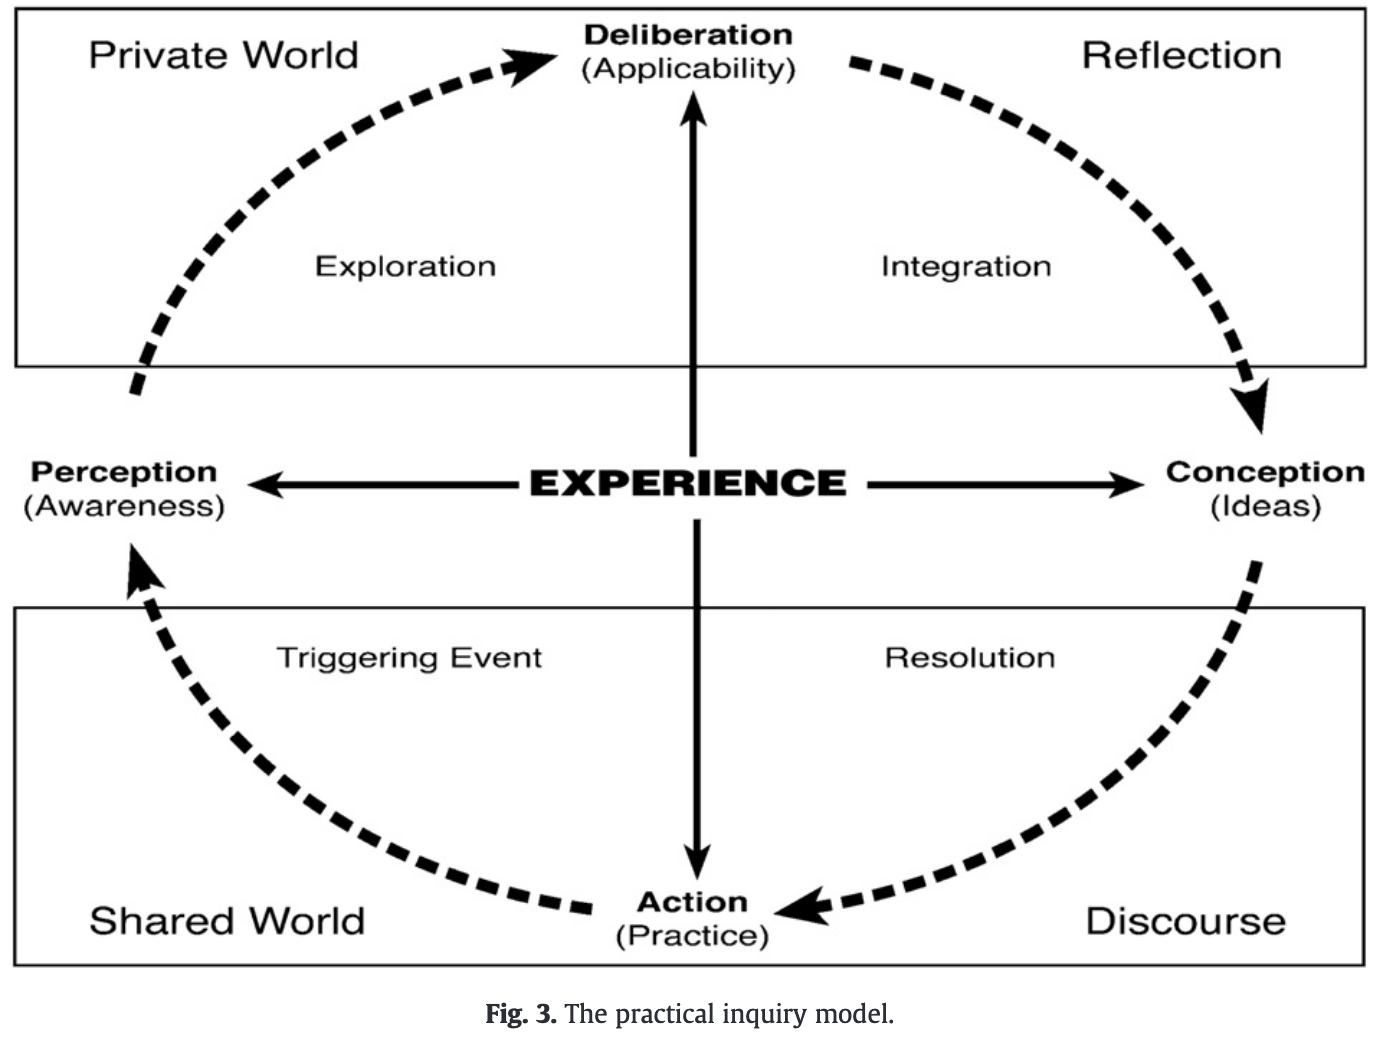 Private World
Deliberation
(Applicability)
Reflection
Exploration
Integration
Perception
(Awareness)
EXPERIENCE
Conception
(Ideas)
Triggering Event
Resolution
Shared World
Action
(Practice)
Discourse
Fig. 3. The practical inquiry model.